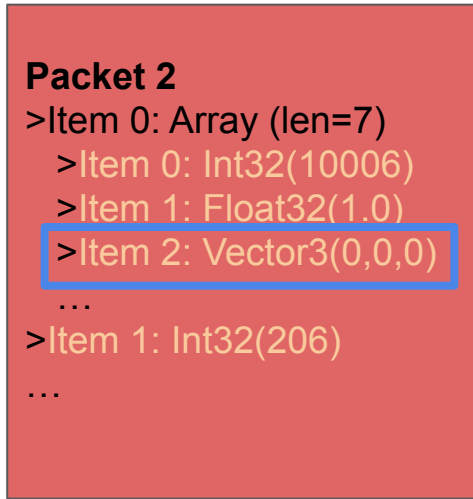 Packet 2
>Item 0: Array (len=7)
>Item 0: Int32(10006)
>Item 1: Float32(1.0)
>Item 2: Vector3(0,0,0)
…
>Item 1: Int32(206)
…